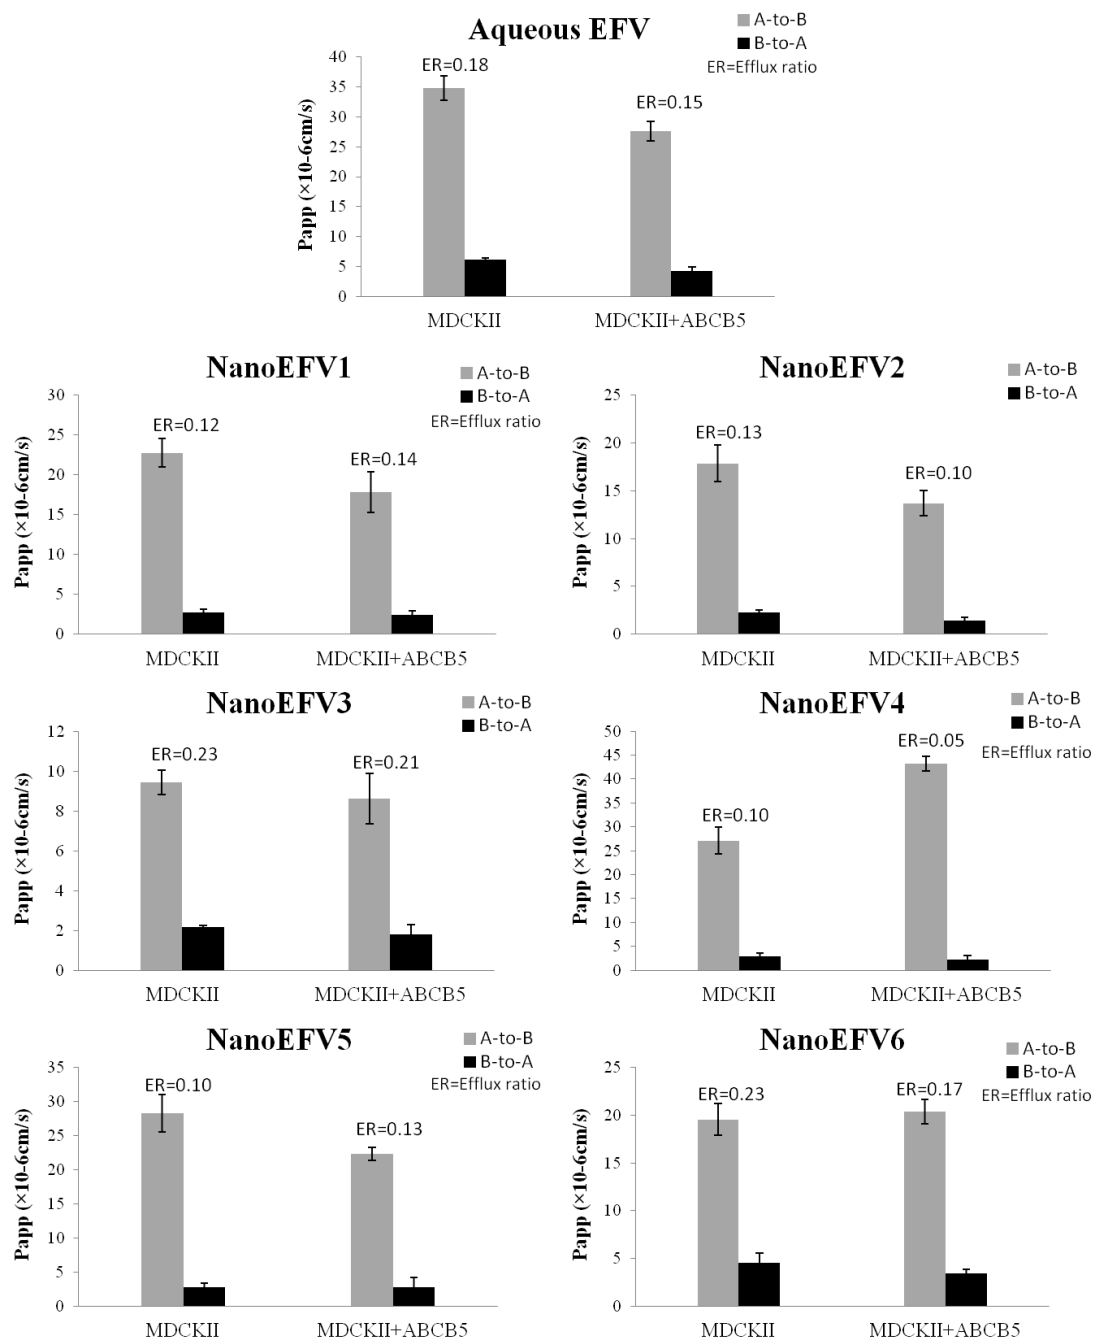 Aqueous EFV
A-to-B
B-to-A
ER=Efflux ratio
Papp (×10-6cm/s)
40
35
30
25
20
15
10
5
0
ER=0.18
ER=0.15
MDCKII
MDCKII+ABCB5
NanoEFV1
A-to-B
B-to-A
ER=Efflux ratio
Papp (×10-6cm/s)
30
25
20
15
10
5
0
ER=0.12
ER=0.14
MDCKII
MDCKII+ABCB5
NanoEFV2
A-to-B
B-to-A
Papp (×10-6cm/s)
25
20
15
10
5
0
ER=0.13
ER=0.10
MDCKII
MDCKII+ABCB5
NanoEFV3
A-to-B
B-to-A
Papp (×10-6cm/s)
12
10
8
6
4
2
0
ER=0.23
ER=0.21
MDCKII
MDCKII+ABCB5
NanoEFV4
A-to-B
B-to-A
ER=Efflux ratio
Papp (×10-6cm/s)
50
45
40
35
30
25
20
15
10
5
0
ER=0.10
ER=0.05
MDCKII
MDCKII+ABCB5
NanoEFV5
A-to-B
B-to-A
ER=Efflux ratio
Papp (×10-6cm/s)
35
30
25
20
15
10
5
0
ER=0.10
ER=0.13
MDCKII
MDCKII+ABCB5
NanoEFV6
A-to-B
B-to-A
ER=Efflux ratio
Papp (×10-6cm/s)
25
20
15
10
5
0
ER=0.23
ER=0.17
MDCKII
MDCKII+ABCB5